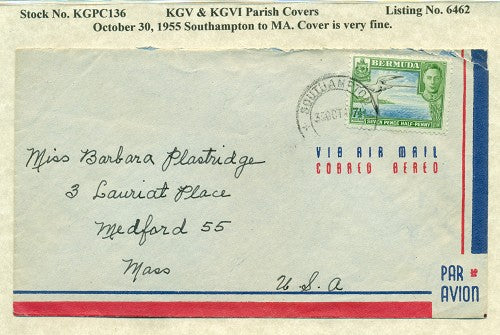 Stock No. KGPC136 KGV & KGVI Parish Covers Listing No. 6462
October 30, 1955 Southampton to MA. Cover is very fine.
SOUTHAMPTON
BERMUDA
7½d
SEVEN PENCE HALF-PENNY
VIA AIR MAIL
CORREO AEREO
Miss Barbara Plastridge
3 Lauriat Place
Medford 55
Mass
U.S.A
PAR
AVION